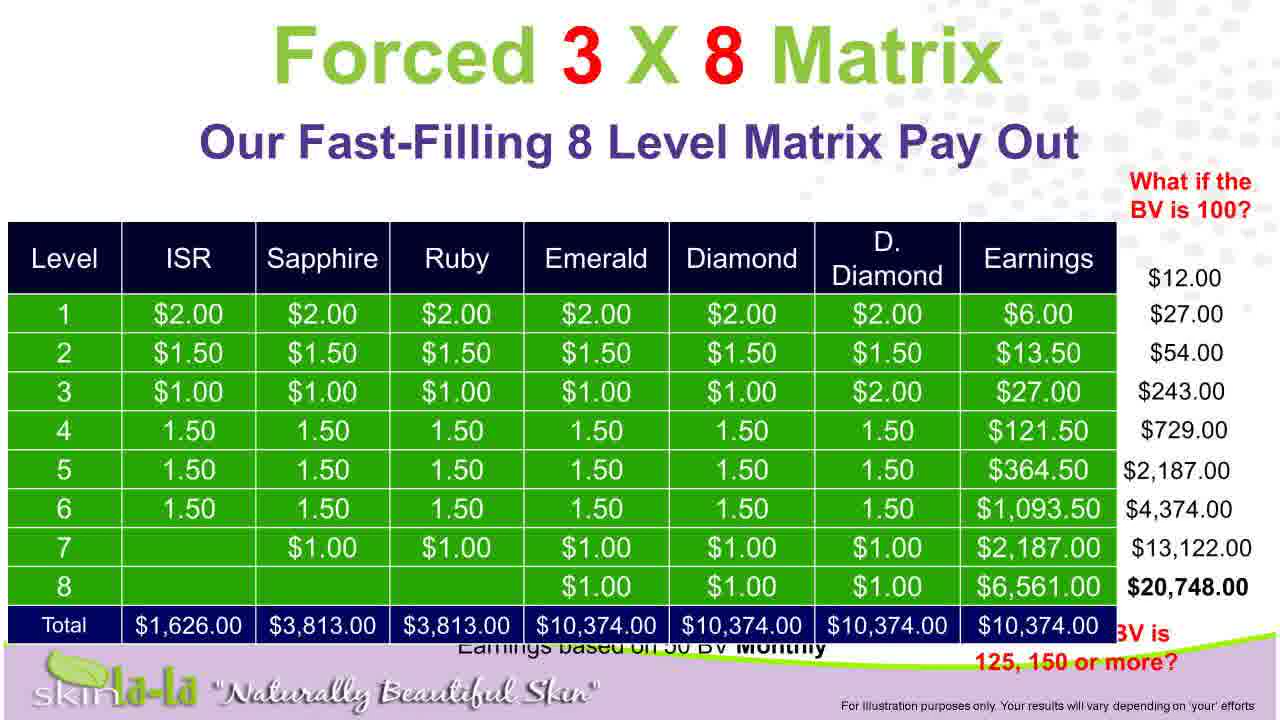 Forced 3 X 8 Matrix
Our Fast-Filling 8 Level Matrix Pay Out
What if the
BV is 100?
Level ISR Sapphire Ruby Emerald Diamond D. Diamond Earnings
$12.00
1 $2.00 $2.00 $2.00 $2.00 $2.00 $2.00 $6.00 $27.00
2 $1.50 $1.50 $1.50 $1.50 $1.50 $1.50 $13.50 $54.00
3 $1.00 $1.00 $1.00 $1.00 $1.00 $2.00 $27.00 $243.00
4 1.50 1.50 1.50 1.50 1.50 1.50 $121.50 $729.00
5 1.50 1.50 1.50 1.50 1.50 1.50 $364.50 $2,187.00
6 1.50 1.50 1.50 1.50 1.50 1.50 $1,093.50 $4,374.00
7 $1.00 $1.00 $1.00 $1.00 $1.00 $2,187.00 $13,122.00
8 $1.00 $1.00 $1.00 $6,561.00 $20,748.00
Total $1,626.00 $3,813.00 $3,813.00 $10,374.00 $10,374.00 $10,374.00 $10,374.00
BV is
Earnings based on 50 BV Monthly
125, 150 or more?
skinla-la "Naturally Beautiful Skin"
For Illustration purposes only. Your results will vary depending on 'your' efforts